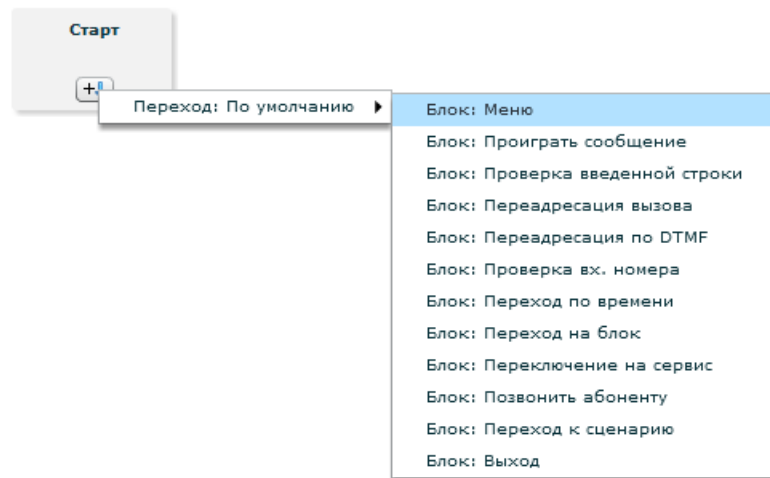 Старт
Переход: По умолчанию
Блок: Меню
Блок: Проиграть сообщение
Блок: Проверка введенной строки
Блок: Переадресация вызова
Блок: Переадресация по DTMF
Блок: Проверка вх. номера
Блок: Переход по времени
Блок: Переход на блок
Блок: Переключение на сервис
Блок: Позвонить абоненту
Блок: Переход к сценарию
Блок: Выход